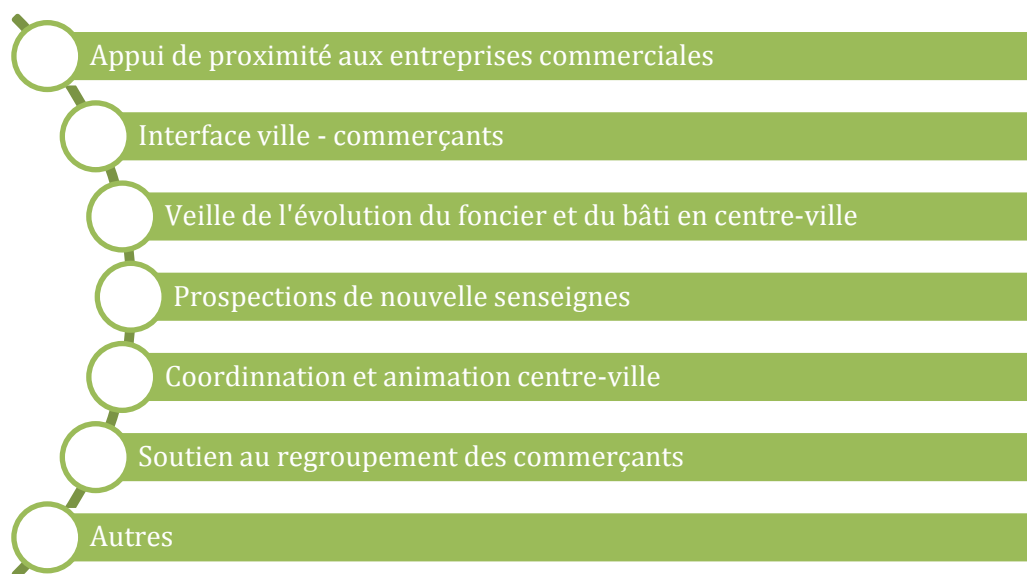 Appui de proximité aux entreprises commerciales
Interface ville - commerçants
Veille de l'évolution du foncier et du bâti en centre-ville
Prospections de nouvelle senseignes
Coordinnation et animation centre-ville
Soutien au regroupement des commerçants
Autres